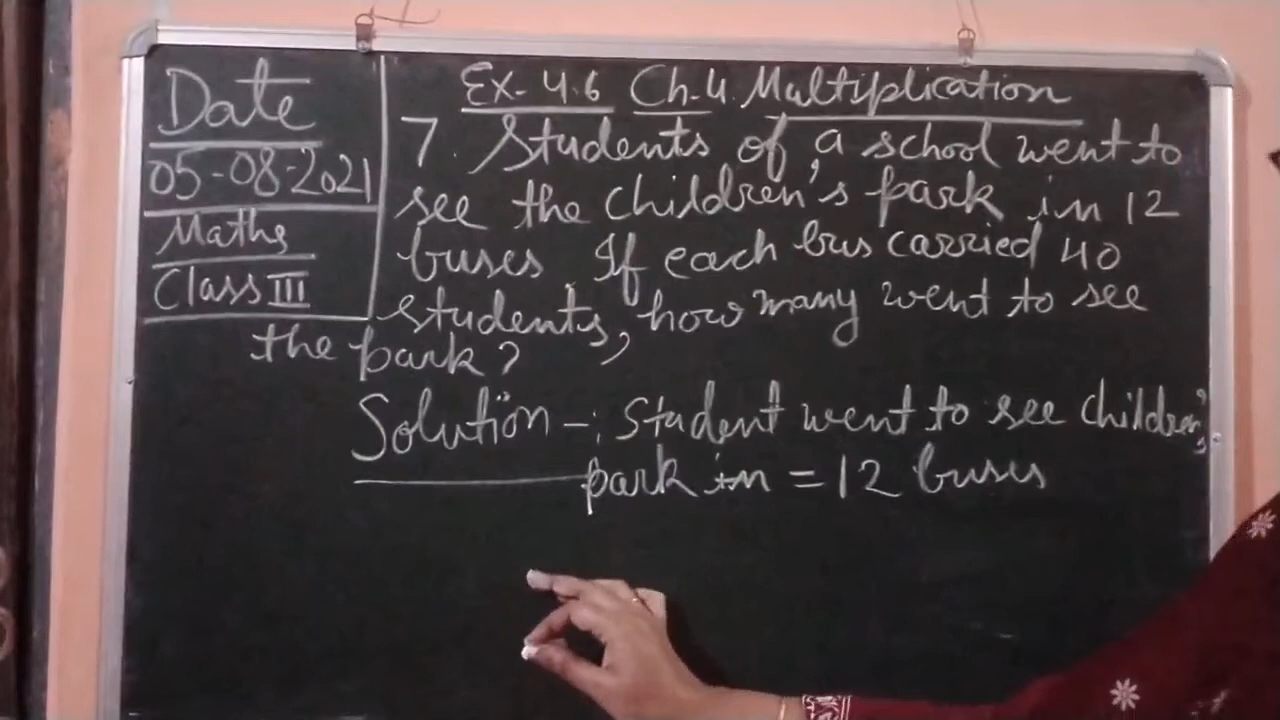 Date
05-08-2021
Maths
Class III
Ex- 4.6 Ch-4. Multiplication
7. Students of a school went to
see the children's park in 12
buses. If each bus carried 40
students, how many went to see
the park?
Solution -: Student went to see children's
park in = 12 buses